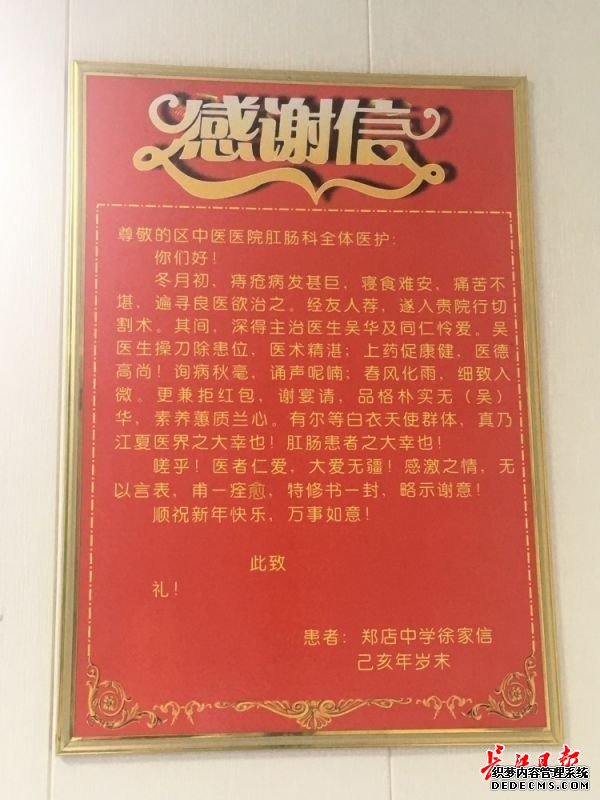 感谢信
尊敬的区中医医院肛肠科全体医护：
你们好！
冬月初，痔疮病发甚巨，寝食难安，痛苦不
堪，遍寻良医欲治之。经友人荐，遂入贵院行切
割术。其间，深得主治医生吴华及同仁怜爱。吴
医生操刀除患位，医术精湛；上药促康健，医德
高尚！询病秋毫，诵声呢喃；春风化雨，细致入
微。更兼拒红包，谢宴请，品格朴实无（吴）
华，素养蕙质兰心。有尔等白衣天使群体，真乃
江夏医界之大幸也！肛肠患者之大幸也！
嗟乎！医者仁爱，大爱无疆！感激之情，无
以言表，甫一痊愈，特修书一封，略示谢意！
顺祝新年快乐，万事如意！
此致
礼！
患者：郑店中学徐家信
己亥年岁末
长江日报
织梦内容管理系统
DEDECMS.COM